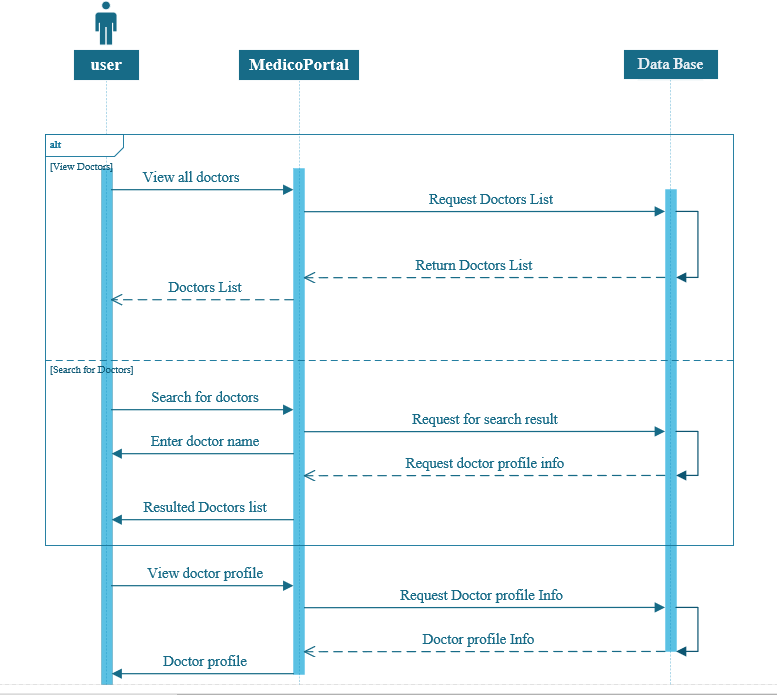 user
MedicoPortal
Data Base
alt
[View Doctors]
View all doctors
Request Doctors List
Return Doctors List
Doctors List
[Search for Doctors]
Search for doctors
Request for search result
Enter doctor name
Request doctor profile info
Resulted Doctors list
View doctor profile
Request Doctor profile Info
Doctor profile Info
Doctor profile